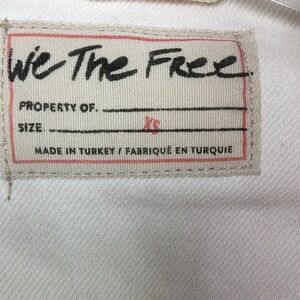 We The Free
PROPERTY OF.
SIZE XS
MADE IN TURKEY / FABRIQUÉ EN TURQUIE